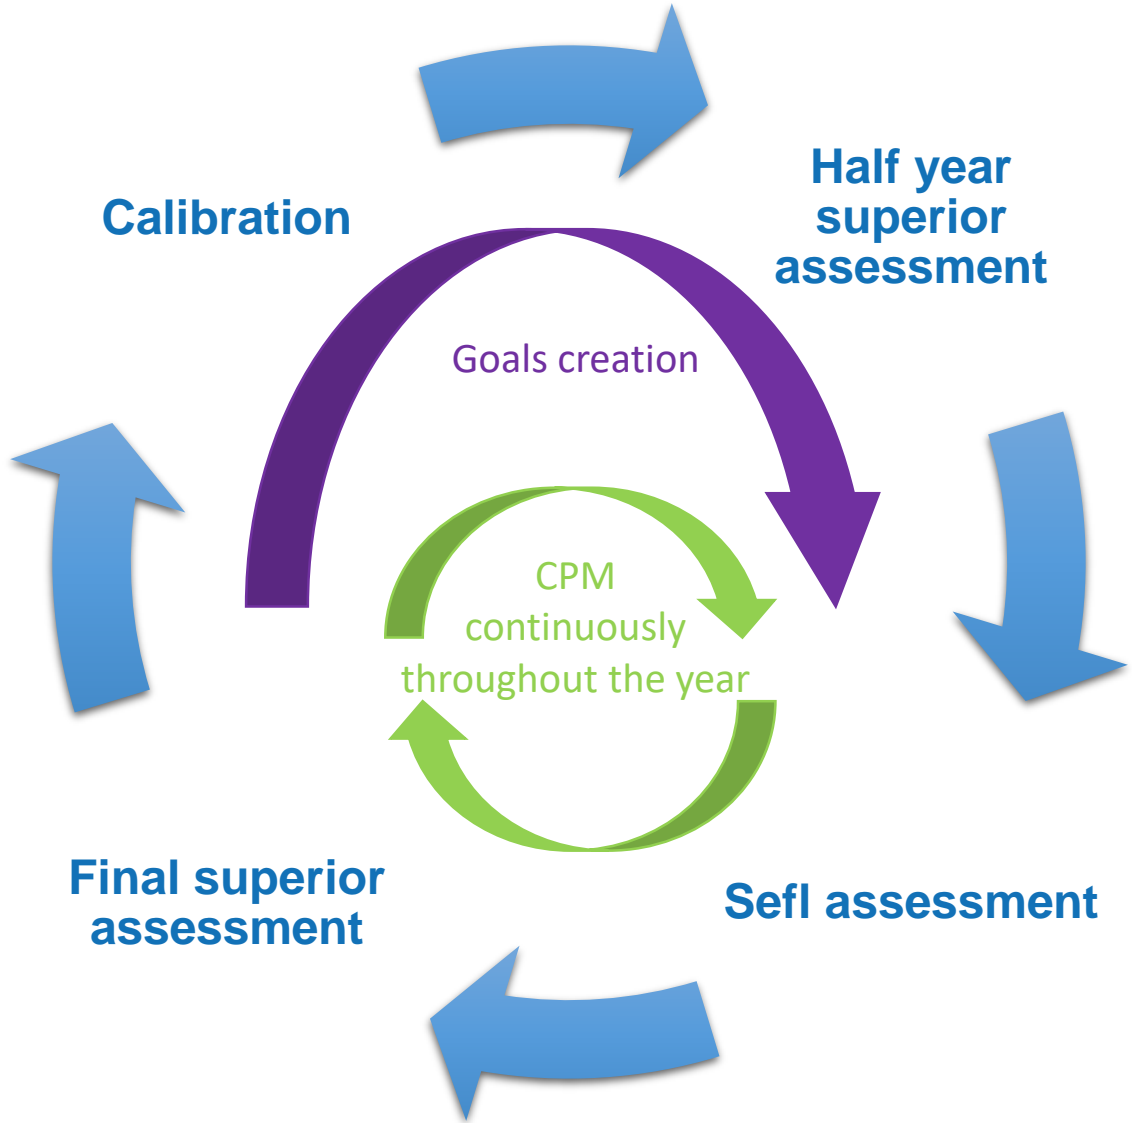 Calibration
Half year
superior
assessment
Goals creation
CPM
continuously
throughout the year
Final superior
assessment
Sefl assessment